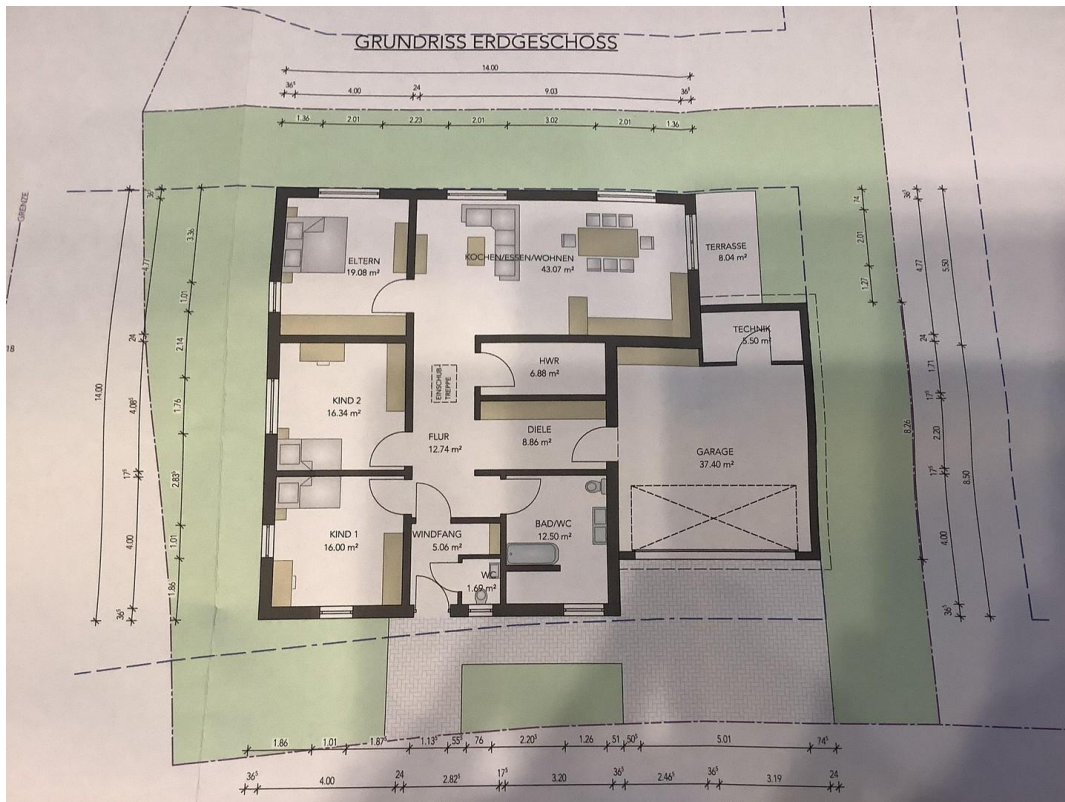 GRUNDRISS ERDGESCHOSS
14.00
36⁵ 4.00 24 9.03 36⁵
1.36 2.01 2.23 2.01 3.02 2.01 1.36
GRENZE
18
14.00
36⁵ 4.77 24 4.08⁵ 17⁵ 4.00 36⁵
3.36 1.01 2.14 1.76 2.83⁵ 1.01 1.86
ELTERN
19.08 m²
KOCHEN/ESSEN/WOHNEN
43.07 m²
TERRASSE
8.04 m²
TECHNIK
5.50 m²
HWR
6.88 m²
EINSCHUB-
TREPPE
KIND 2
16.34 m²
DIELE
8.86 m²
FLUR
12.74 m²
GARAGE
37.40 m²
KIND 1
16.00 m²
WINDFANG
5.06 m²
BAD/WC
12.50 m²
WC
1.69 m²
74 2.01 1.27
8.26
36⁵ 4.77 24 1.71 17⁵ 2.20 17⁵ 4.00 36⁵
5.50 8.50
1.86 1.01 1.87⁵ 1.13⁵ 55⁵ 76 2.20⁵ 1.26 51 50⁵ 5.01 74⁵
36⁵ 4.00 24 2.82⁵ 17⁵ 3.20 36⁵ 2.46⁵ 36⁵ 3.19 24